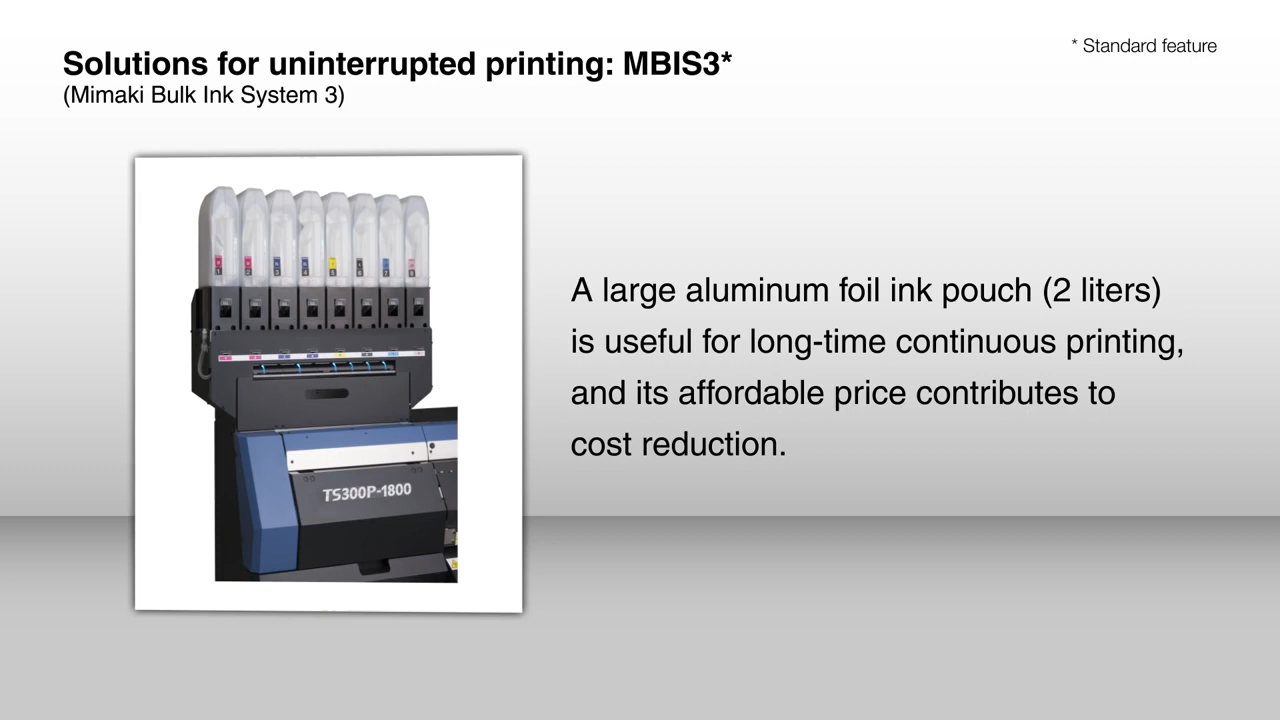 Solutions for uninterrupted printing: MBIS3*
(Mimaki Bulk Ink System 3)
* Standard feature
A large aluminum foil ink pouch (2 liters)
is useful for long-time continuous printing,
and its affordable price contributes to
cost reduction.
TS300P-1800